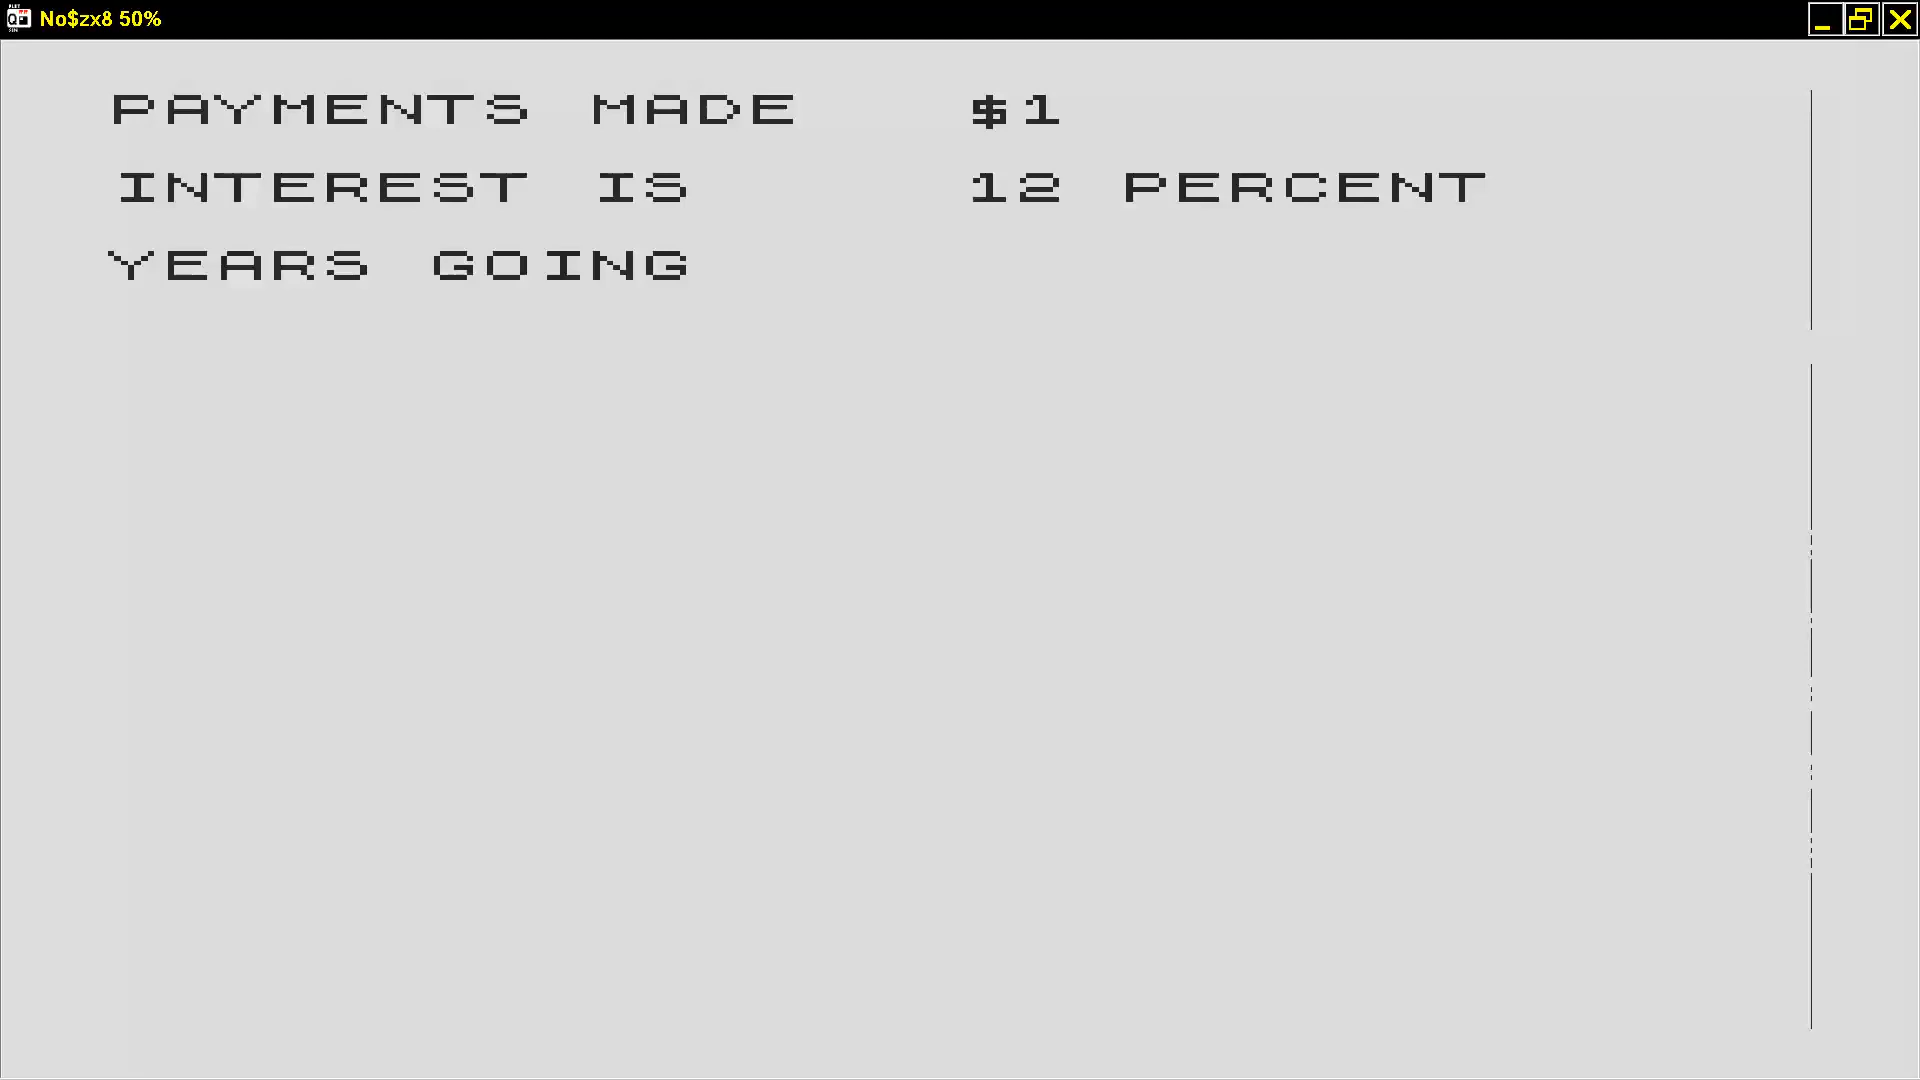 No$zx8 50%
PAYMENTS MADE $1
INTEREST IS 12 PERCENT
YEARS GOING